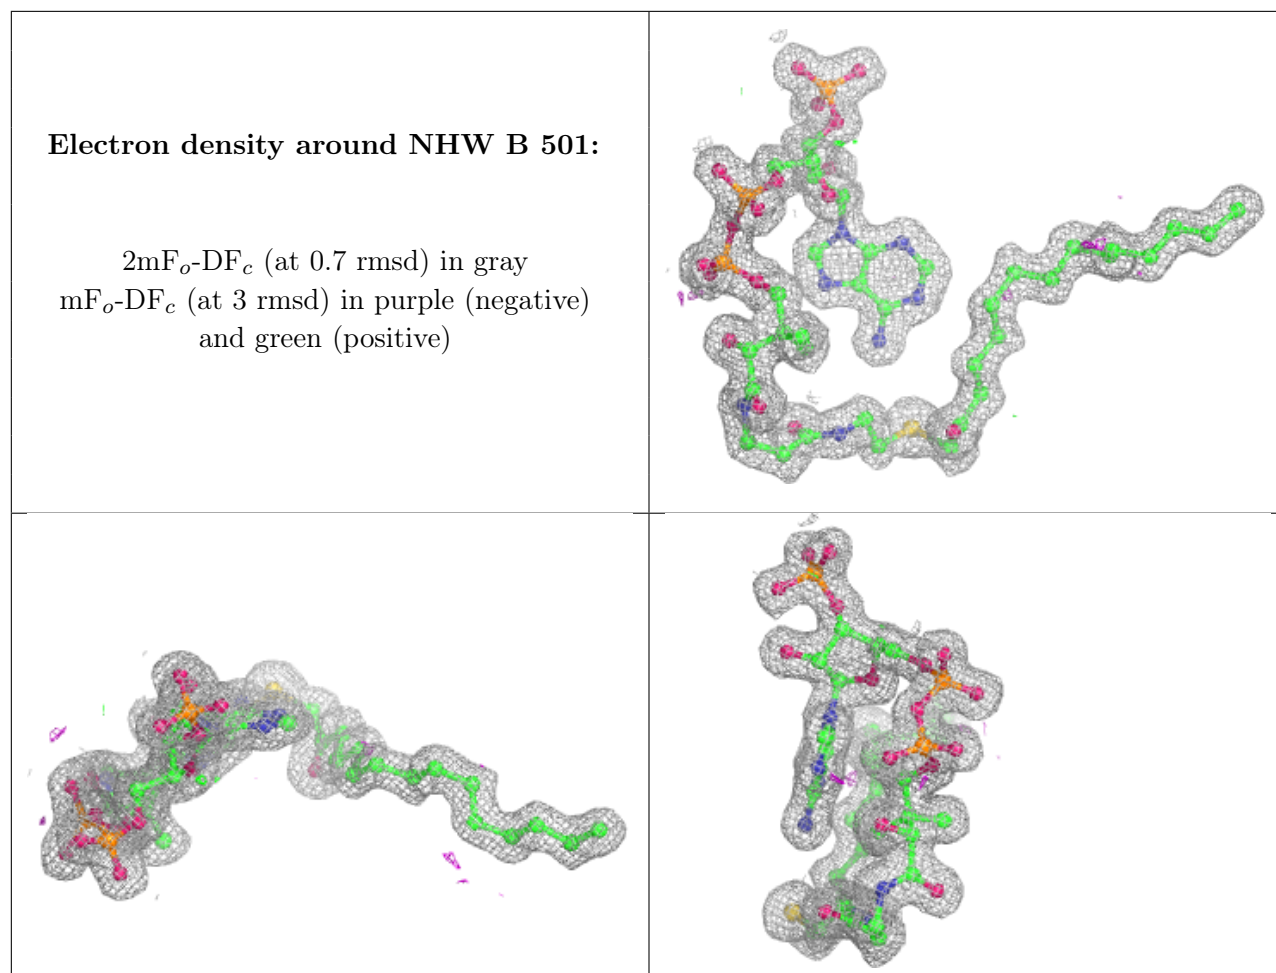 Electron density around NHW B 501:
2mFo-DFc (at 0.7 rmsd) in gray
mFo-DFc (at 3 rmsd) in purple (negative)
and green (positive)